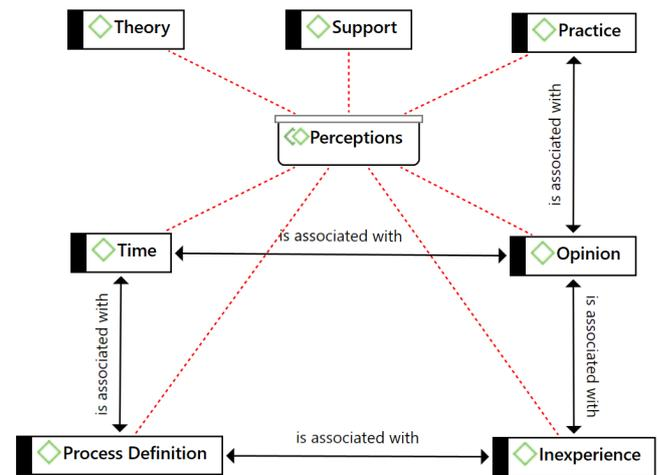 Theory
Support
Practice
is associated with
Perceptions
Time
is associated with
Opinion
is associated with
is associated with
Process Definition
is associated with
Inexperience